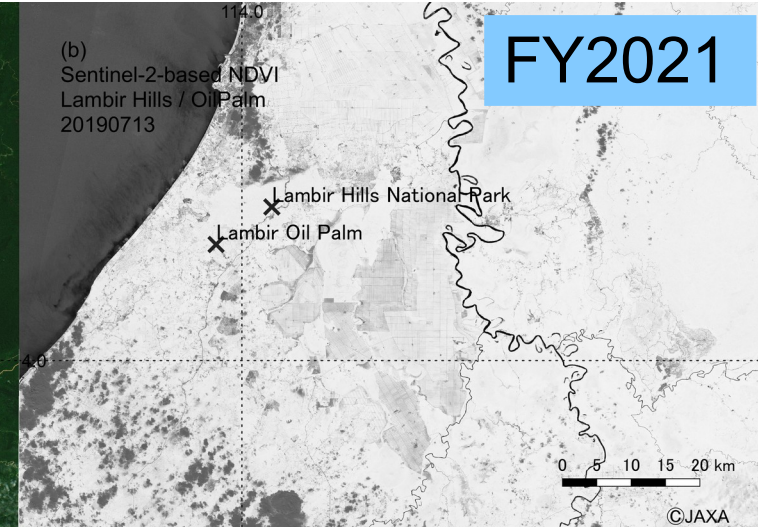 114.0
FY2021
(b)
Sentinel-2-based NDVI
Lambir Hills / OilPalm
20190713
Lambir Hills National Park
Lambir Oil Palm
4.0
0 5 10 15 20 km
©JAXA